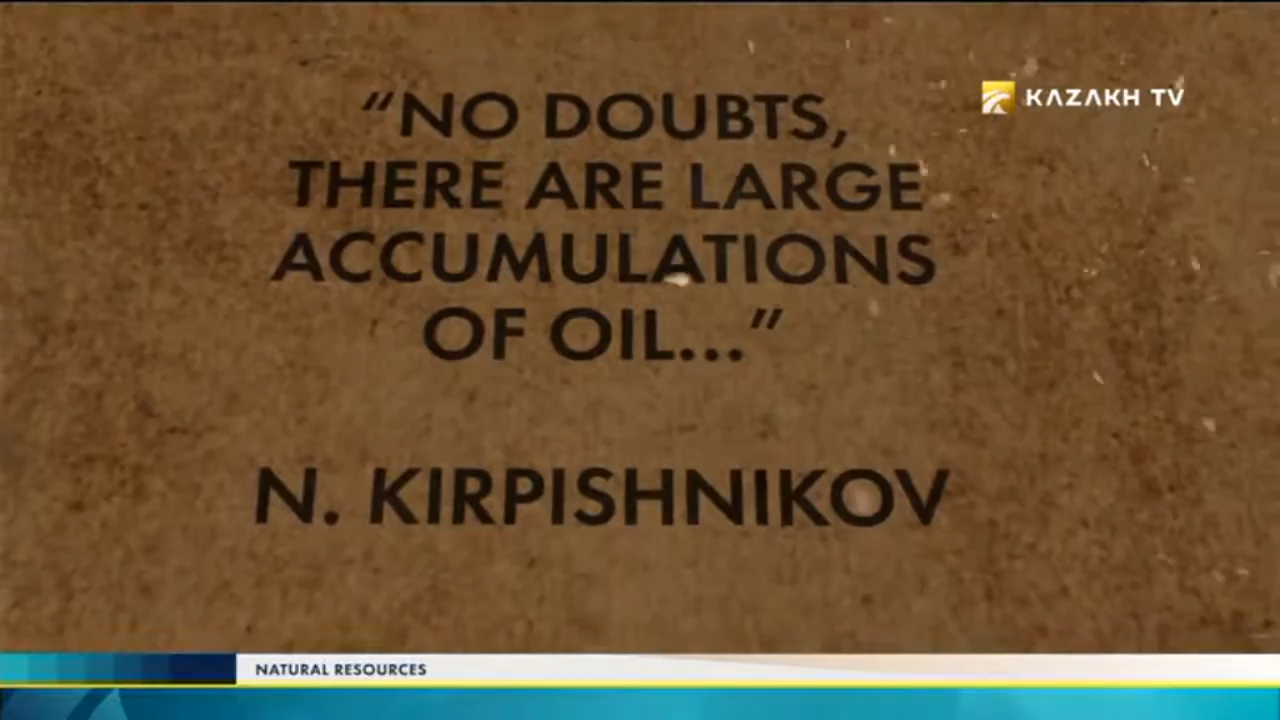 “NO DOUBTS,
THERE ARE LARGE
ACCUMULATIONS
OF OIL...”
N. KIRPISHNIKOV
KAZAKH TV
NATURAL RESOURCES